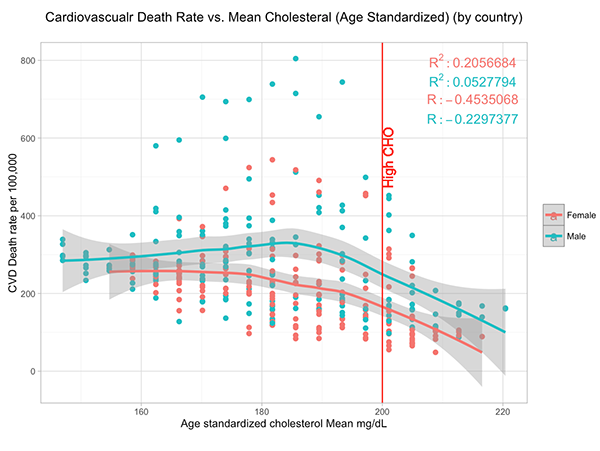 Cardiovascualr Death Rate vs. Mean Cholesteral (Age Standardized) (by country)
R²: 0.2056684
R²: 0.0527794
R: −0.4535068
R: −0.2297377
High CHO
CVD Death rate per 100,000
800
600
400
200
0
160
180
200
220
Age standardized cholesterol Mean mg/dL
Female
Male